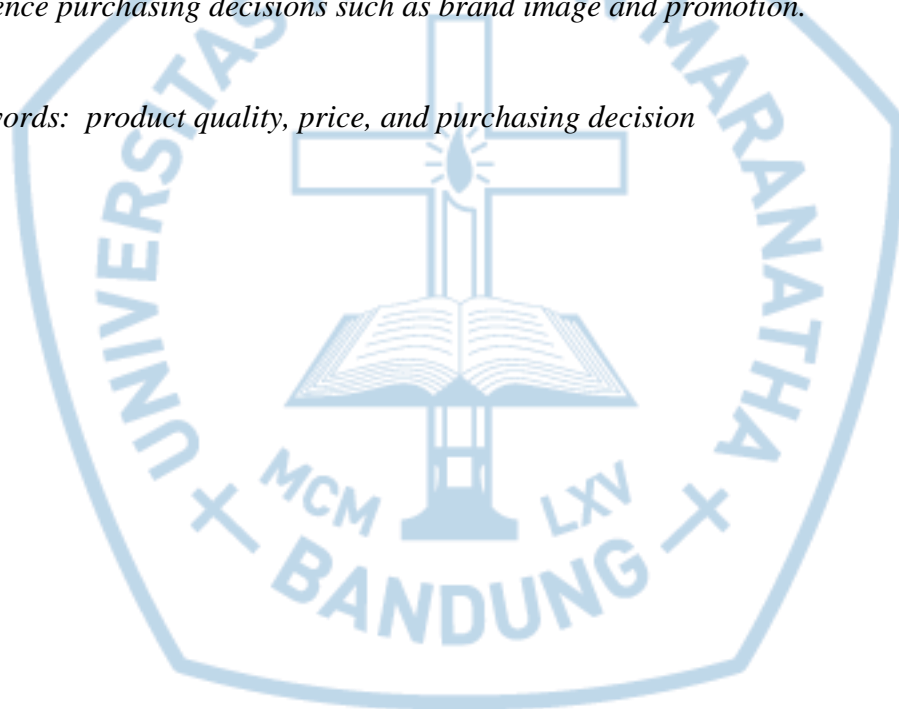 ence purchasing decisions such as brand image and promotion.
vords: product quality, price, and purchasing decision
UNIVERSITAS
MARANATHA
MCM
LXV
BANDUNG